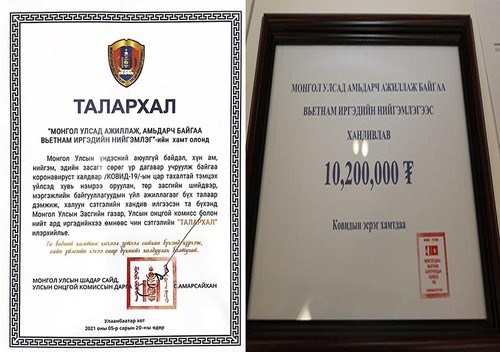 ТАЛАРХАЛ
"МОНГОЛ УЛСАД АЖИЛЛАЖ, АМЬДАРЧ БАЙГАА
ВЬЕТНАМ ИРГЭДИЙН НИЙГЭМЛЭГ"-ийн хамт олонд
Монгол Улсын үндэсний аюулгүй байдал, хүн ам,
нийгэм, эдийн засагт сөрөг үр дагавар учруулж байгаа
коронавирүст халдвар /КОВИД-19/-ын цар тахалтай тэмцэх
үйлсэд хувь нэмрээ оруулан, төр засгийн шийдвэр,
мэргэжлийн байгууллагуудын үйл ажиллагааг бүх талаар
дэмжиж, халуун сэтгэлийн хандив илгээсэн та бүхэнд
Монгол Улсын Засгийн газар, Улсын онцгой комисс болон
нийт ард иргэдийнхээ өмнөөс чин сэтгэлийн "ТАЛАРХАЛ"
илэрхийлье.
МОНГОЛ УЛСЫН ШАДАР САЙД,
УЛСЫН ОНЦГОЙ КОМИССЫН ДАРГА С.АМАРСАЙХАН
Улаанбаатар хот
2021 оны 05-р сарын 20-ны өдөр
МОНГОЛ УЛСАД АМЬДАРЧ АЖИЛЛАЖ БАЙГАА
ВЬЕТНАМ ИРГЭДИЙН НИЙГЭМЛЭГЭЭС
ХАНДИВЛАВ
10,200,000 ₮
Ковидын эсрэг хамтдаа